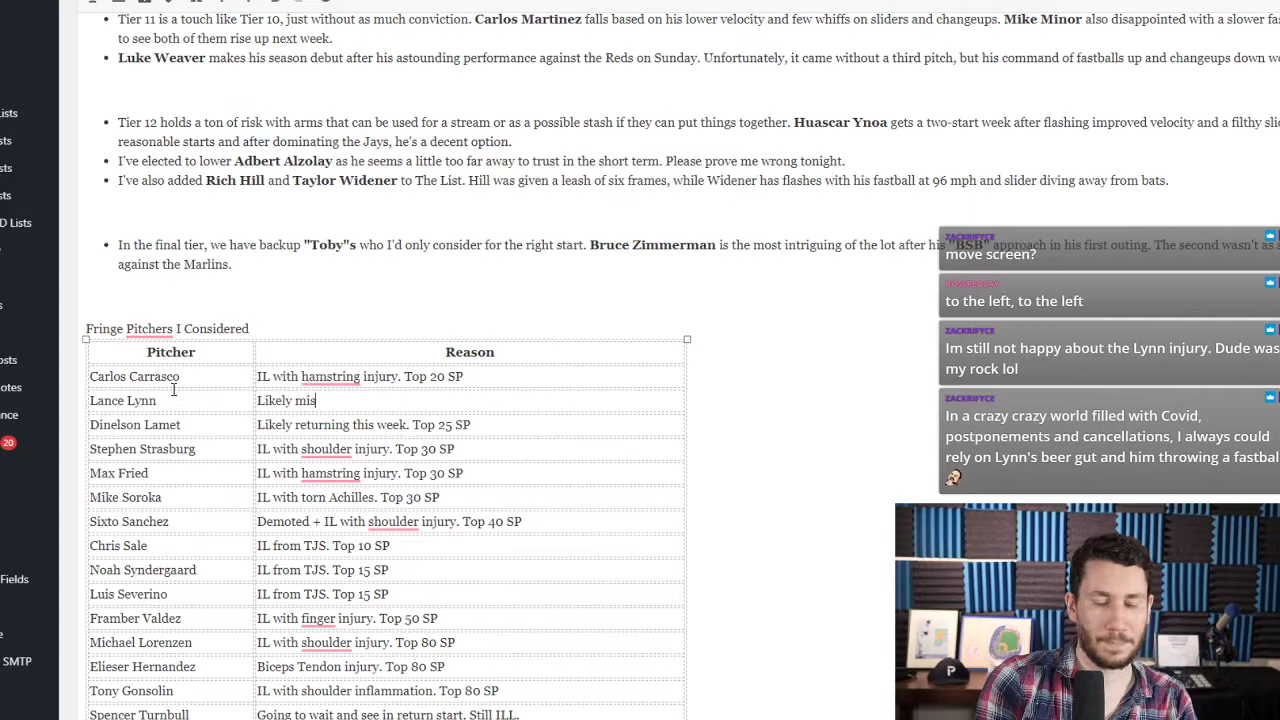 Tier 11 is a touch like Tier 10, just without as much conviction. Carlos Martinez falls based on his lower velocity and few whiffs on sliders and changeups. Mike Minor also disappointed with a slower fas
to see both of them rise up next week.
Luke Weaver makes his season debut after his astounding performance against the Reds on Sunday. Unfortunately, it came without a third pitch, but his command of fastballs up and changeups down wo
ists
sts
Tier 12 holds a ton of risk with arms that can be used for a stream or as a possible stash if they can put things together. Huascar Ynoa gets a two-start week after flashing improved velocity and a filthy slid
reasonable starts and after dominating the Jays, he's a decent option.
sts
I've elected to lower Adbert Alzolay as he seems a little too far away to trust in the short term. Please prove me wrong tonight.
sts
I've also added Rich Hill and Taylor Widener to The List. Hill was given a leash of six frames, while Widener has flashes with his fastball at 96 mph and slider diving away from bats.
D Lists
In the final tier, we have backup "Toby"s who I'd only consider for the right start. Bruce Zimmerman is the most intriguing of the lot after his "BSB" approach in his first outing. The second wasn't as s
against the Marlins.
ZACKRIFYCE
move screen?
to the left, to the left
ZACKRIFYCE
Im still not happy about the Lynn injury. Dude was
my rock lol
ZACKRIFYCE
In a crazy crazy world filled with Covid,
postponements and cancellations, I always could
rely on Lynn's beer gut and him throwing a fastbal
Fringe Pitchers I Considered
Pitcher Reason
Carlos Carrasco IL with hamstring injury. Top 20 SP
Lance Lynn Likely mis
Dinelson Lamet Likely returning this week. Top 25 SP
Stephen Strasburg IL with shoulder injury. Top 30 SP
Max Fried IL with hamstring injury. Top 30 SP
Mike Soroka IL with torn Achilles. Top 30 SP
Sixto Sanchez Demoted + IL with shoulder injury. Top 40 SP
Chris Sale IL from TJS. Top 10 SP
Noah Syndergaard IL from TJS. Top 15 SP
Luis Severino IL from TJS. Top 15 SP
Framber Valdez IL with finger injury. Top 50 SP
Michael Lorenzen IL with shoulder injury. Top 80 SP
Elieser Hernandez Biceps Tendon injury. Top 80 SP
Tony Gonsolin IL with shoulder inflammation. Top 80 SP
Spencer Turnbull Going to wait and see in return start. Still ILL.
s
osts
otes
ance
20
Fields
e
SMTP
P